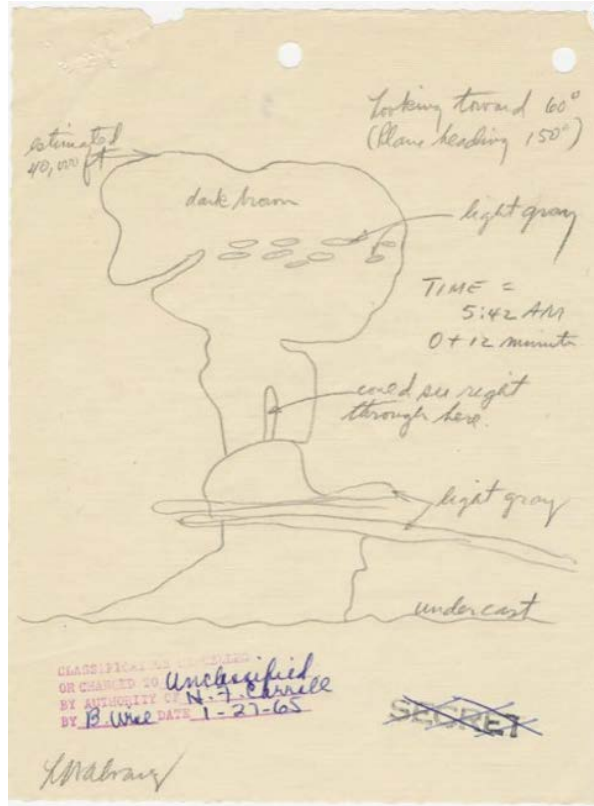 Looking toward 60°
(Plane heading 150°)
estimated
40,000 ft
dark brown
light gray
TIME =
5:42 AM
0 + 12 minutes
could see right
through here.
light gray
undercast
CLASSIFICATION CANCELLED
OR CHANGED TO Unclassified
BY AUTHORITY OF N. F. Carroll
BY B. DATE 1-27-65
SECRET